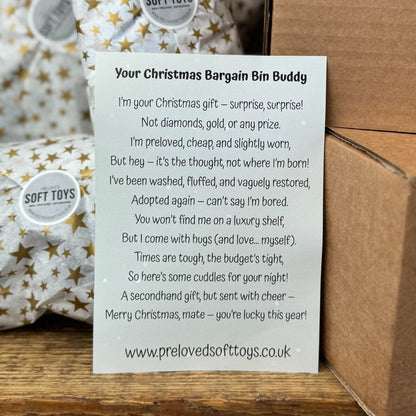 SOFT TOYS
Your Christmas Bargain Bin Buddy
I'm your Christmas gift – surprise, surprise!
Not diamonds, gold, or any prize.
I'm preloved, cheap, and slightly worn,
But hey – it's the thought, not where I'm born!
I've been washed, fluffed, and vaguely restored,
Adopted again – can't say I'm bored.
You won't find me on a luxury shelf,
But I come with hugs (and love... myself).
Times are tough, the budget's tight,
So here's some cuddles for your night!
A secondhand gift, but sent with cheer –
Merry Christmas, mate – you're lucky this year!
www.prelovedsofttoys.co.uk
PRELOVED
SOFT TOYS